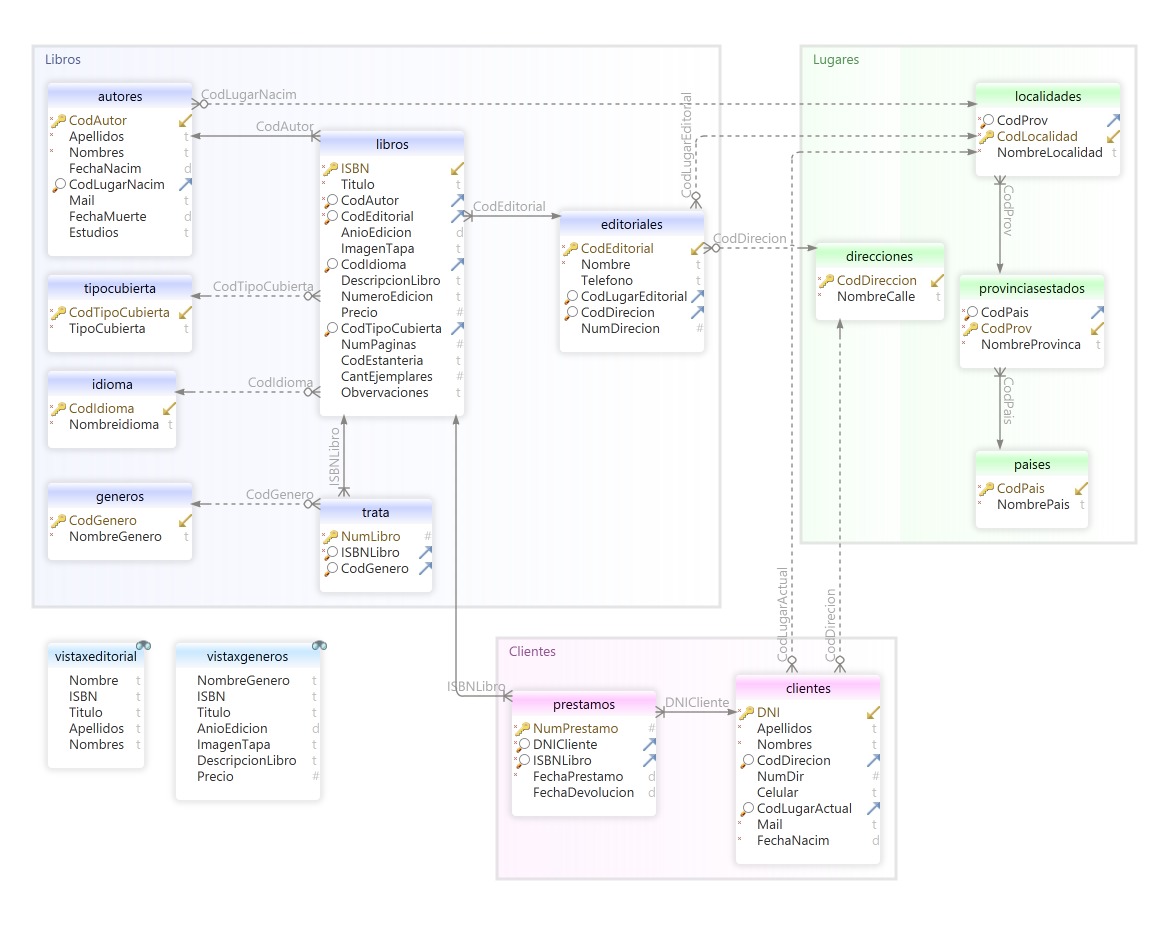 Libros
autores
CodAutor
Apellidos t
Nombres t
FechaNacim d
CodLugarNacim
Mail t
FechaMuerte d
Estudios t
CodLugarNacim
CodAutor
tipocubierta
CodTipoCubierta
TipoCubierta t
CodTipoCubierta
idioma
CodIdioma
Nombreidioma t
CodIdioma
generos
CodGenero
NombreGenero t
CodGenero
libros
ISBN
Titulo t
CodAutor
CodEditorial
AnioEdicion d
ImagenTapa t
CodIdioma
DescripcionLibro t
NumeroEdicion t
Precio #
CodTipoCubierta
NumPaginas #
CodEstanteria t
CantEjemplares #
Obvervaciones t
ISBNLibro
trata
NumLibro #
ISBNLibro
CodGenero
CodEditorial
CodLugarEditorial
editoriales
CodEditorial
Nombre t
Telefono t
CodLugarEditorial
CodDirecion
NumDirecion #
CodDirecion
Lugares
localidades
CodProv
CodLocalidad
NombreLocalidad t
CodProv
direcciones
CodDireccion
NombreCalle t
provinciasestados
CodPais
CodProv
NombreProvinca t
CodPais
paises
CodPais
NombrePais t
vistaxeditorial
Nombre t
ISBN t
Titulo t
Apellidos t
Nombres t
vistaxgeneros
NombreGenero t
ISBN t
Titulo t
AnioEdicion d
ImagenTapa t
DescripcionLibro t
Precio #
Clientes
ISBNLibro
prestamos
NumPrestamo #
DNICliente
ISBNLibro
FechaPrestamo d
FechaDevolucion d
DNICliente
CodLugarActual
CodDirecion
clientes
DNI
Apellidos t
Nombres t
CodDirecion
NumDir #
Celular t
CodLugarActual
Mail t
FechaNacim d